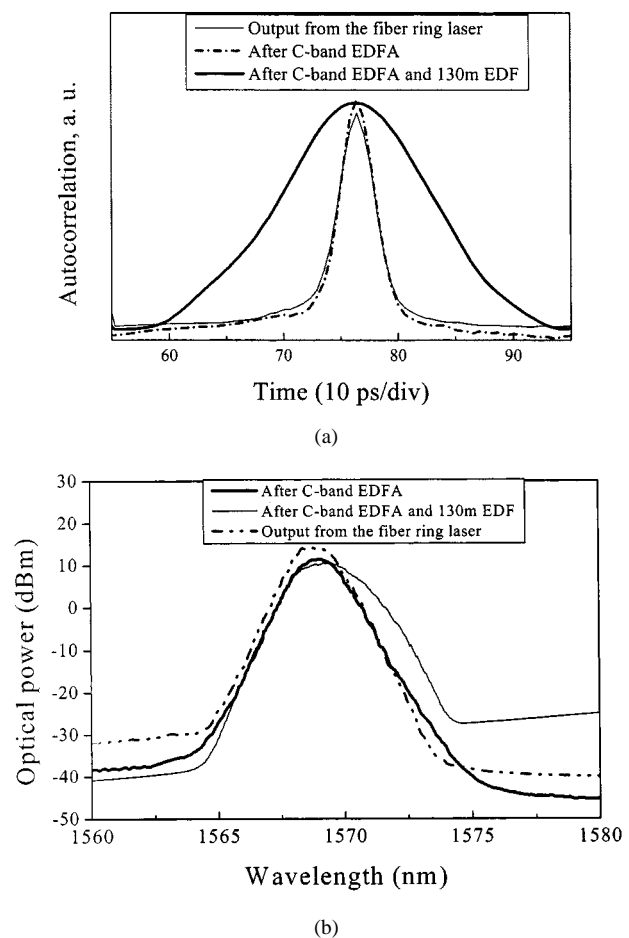 Output from the fiber ring laser
After C-band EDFA
After C-band EDFA and 130m EDF
Autocorrelation, a. u.
60
70
80
90
Time (10 ps/div)
(a)
After C-band EDFA
After C-band EDFA and 130m EDF
Output from the fiber ring laser
Optical power (dBm)
30
20
10
0
-10
-20
-30
-40
-50
1560
1565
1570
1575
1580
Wavelength (nm)
(b)